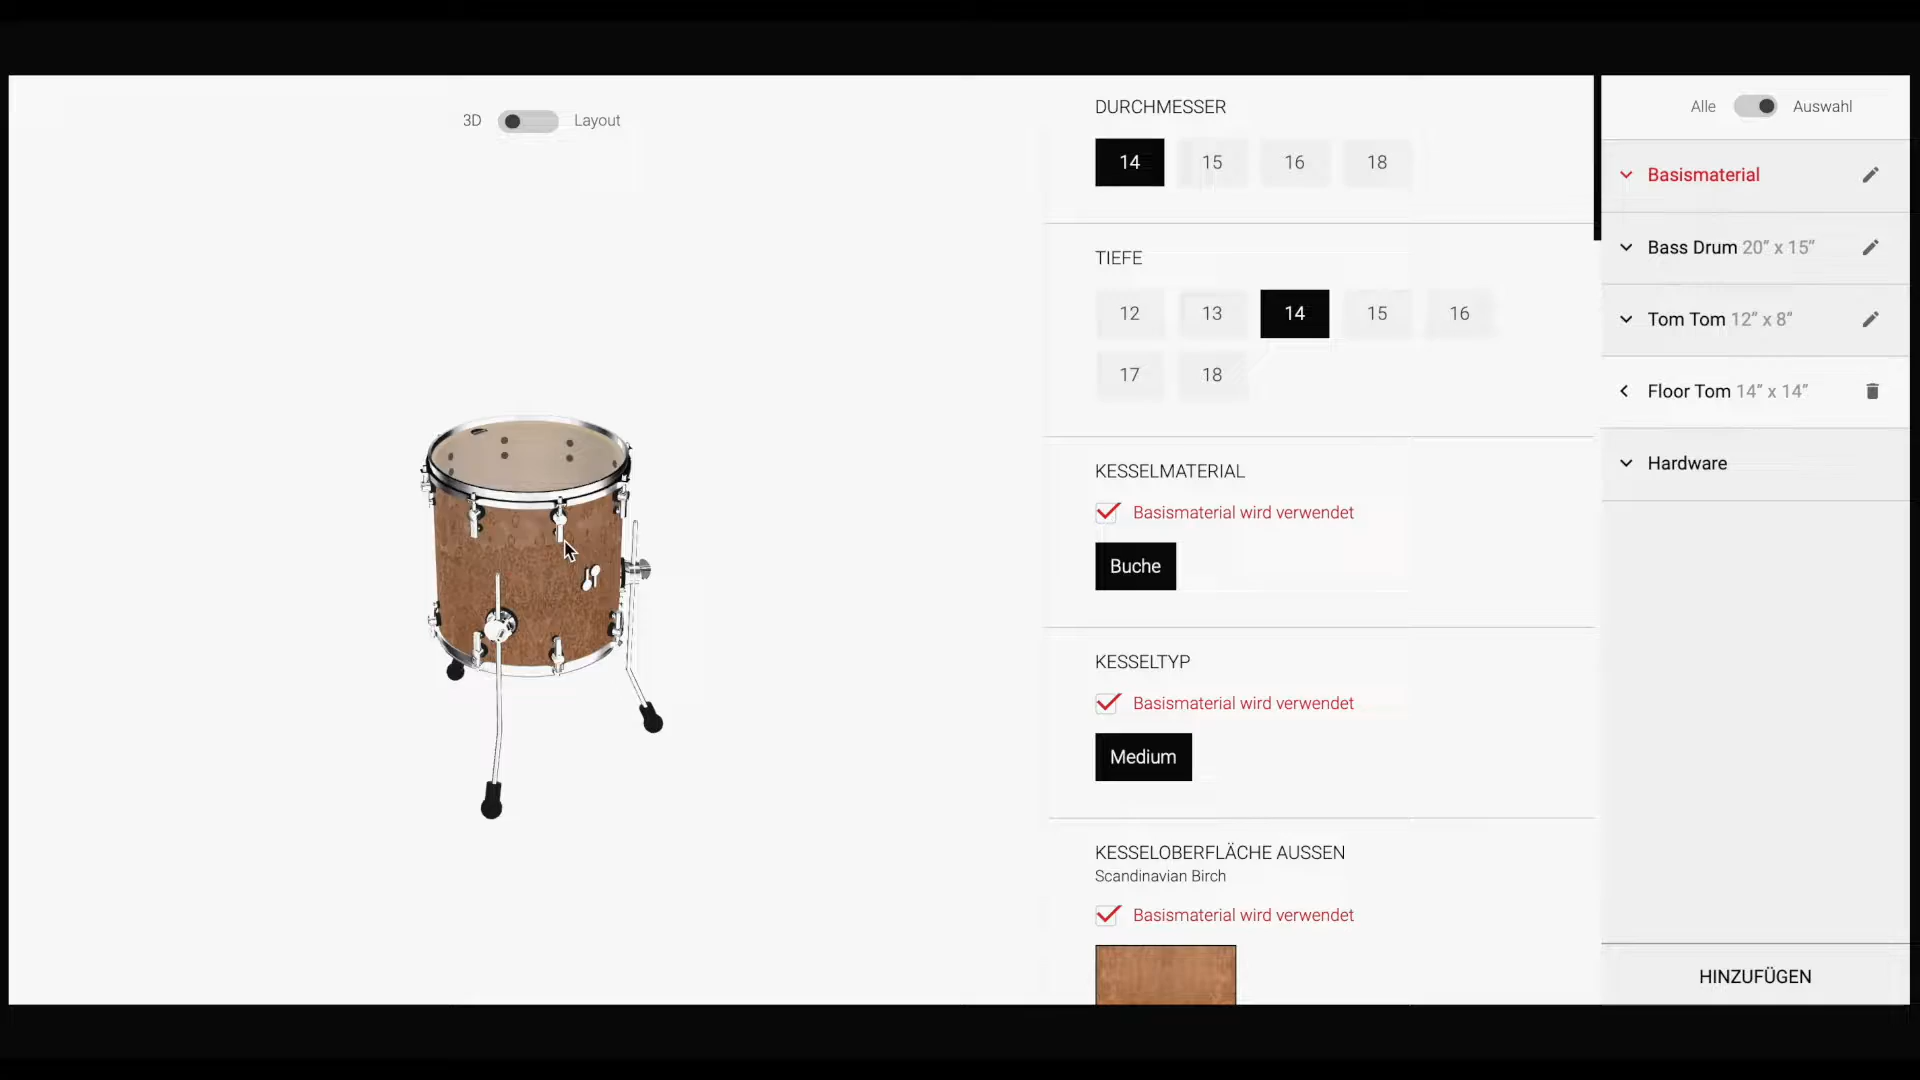 3D Layout
DURCHMESSER
14 15 16 18
TIEFE
12 13 14 15 16
17 18
KESSELMATERIAL
Basismaterial wird verwendet
Buche
KESSELTYP
Basismaterial wird verwendet
Medium
KESSELOBERFLÄCHE AUSSEN
Scandinavian Birch
Basismaterial wird verwendet
Alle Auswahl
Basismaterial
Bass Drum 20” x 15”
Tom Tom 12” x 8”
Floor Tom 14” x 14”
Hardware
HINZUFÜGEN